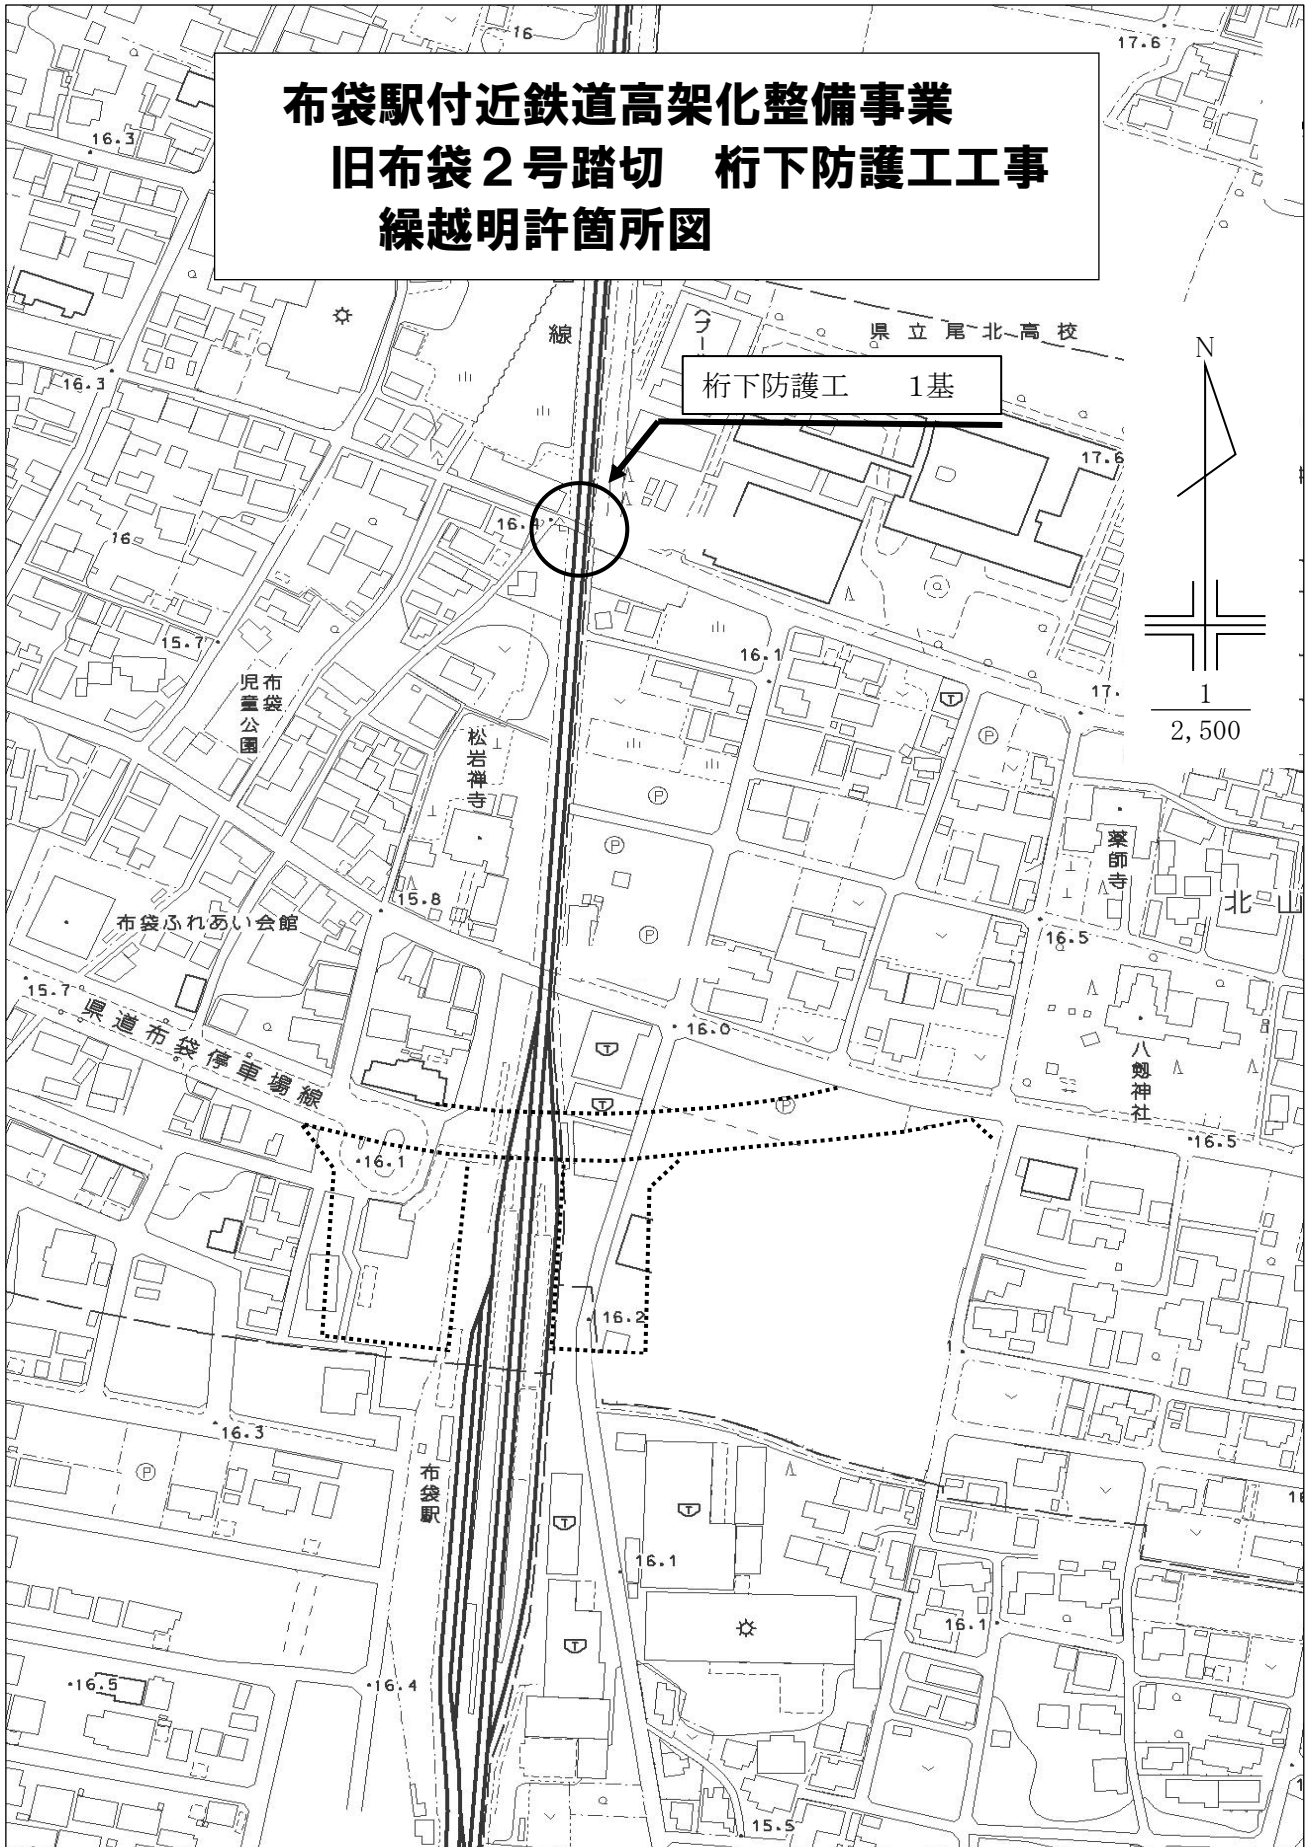 布袋駅付近鉄道高架化整備事業
旧布袋２号踏切　桁下防護工工事
繰越明許箇所図
16
17.6
16.3
線
プール
県立尾北高校
N
16.3
桁下防護工　　1基
17.6
16.4
16
15.7
16.1
布袋
児童公園
17.
1
2,500
松岩禅寺
薬師寺
15.8
北山
布袋ふれあい会館
16.5
15.7
県道布袋停車場線
16.0
八剱神社
16.5
16.1
16.2
16.3
布袋駅
16.1
16.1
16.5
16.4
15.5